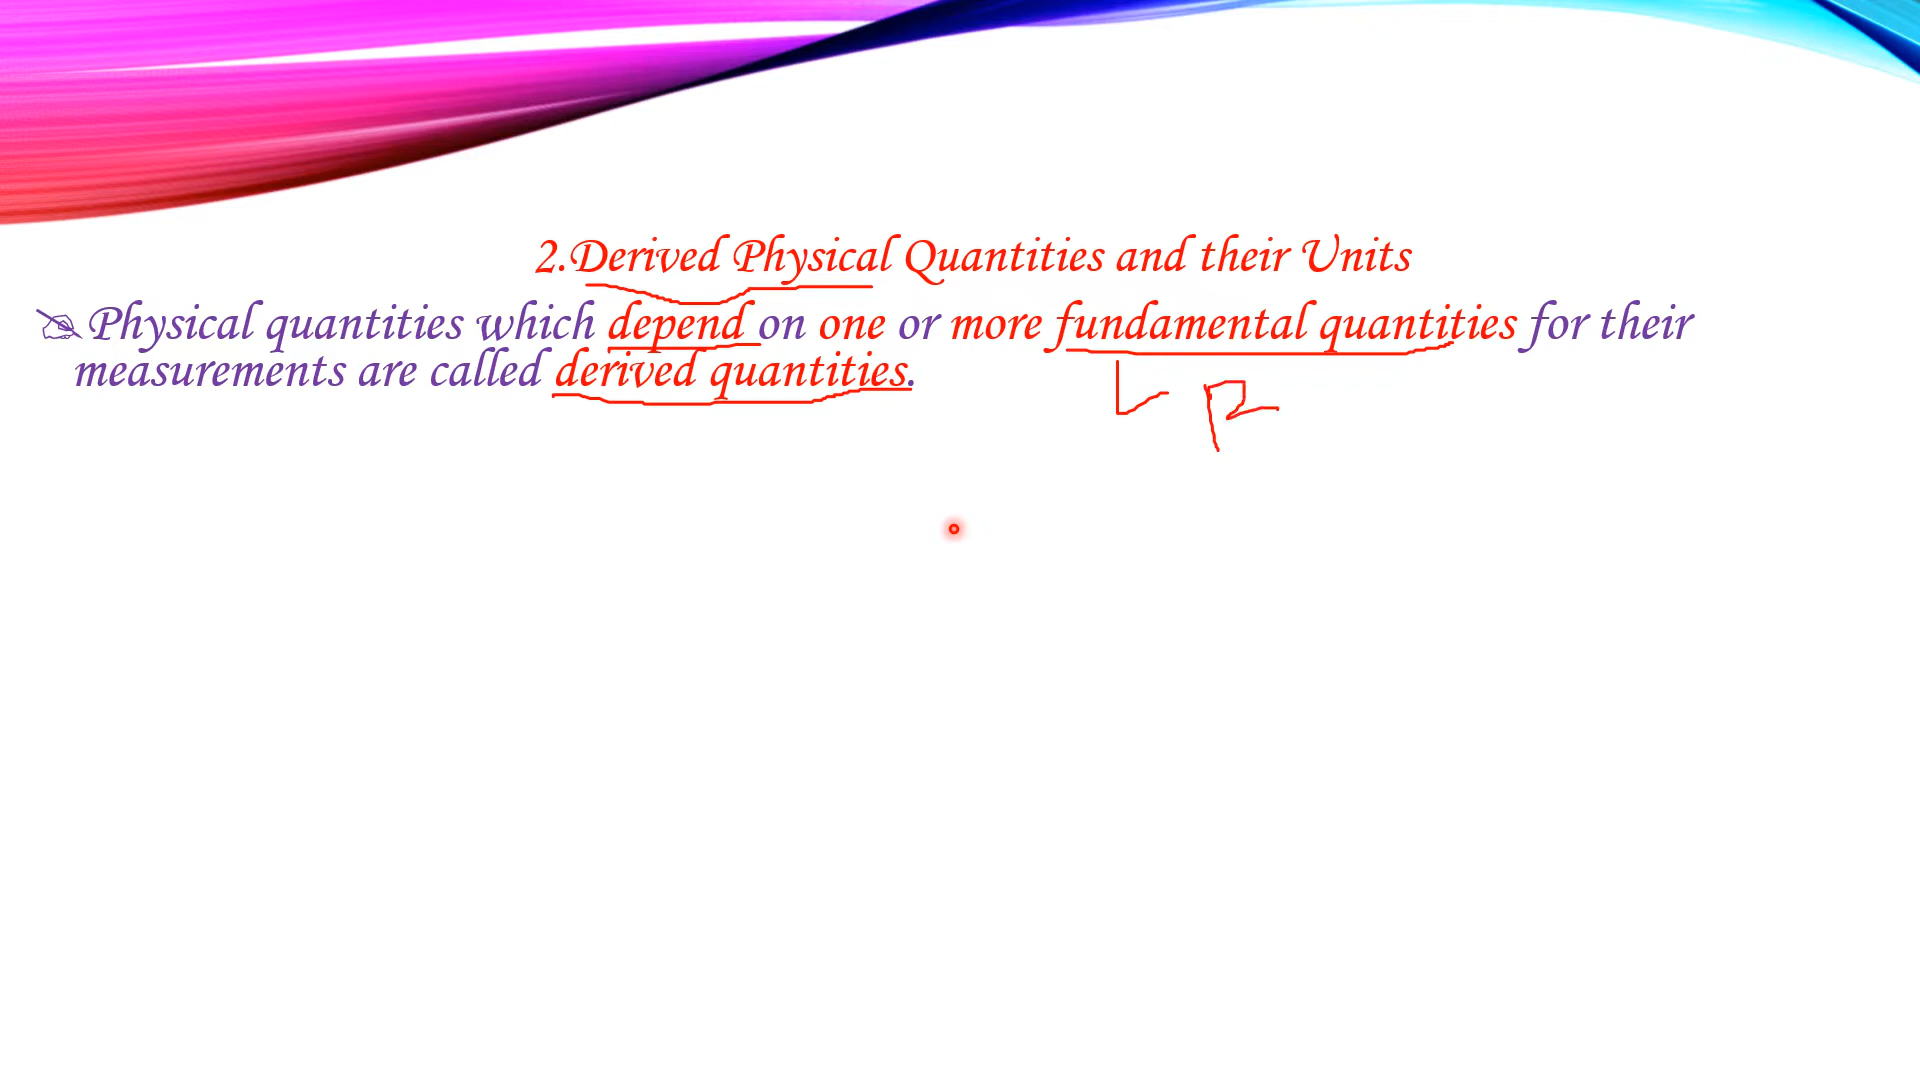 2.Derived Physical Quantities and their Units
Physical quantities which depend on one or more fundamental quantities for their
measurements are called derived quantities.